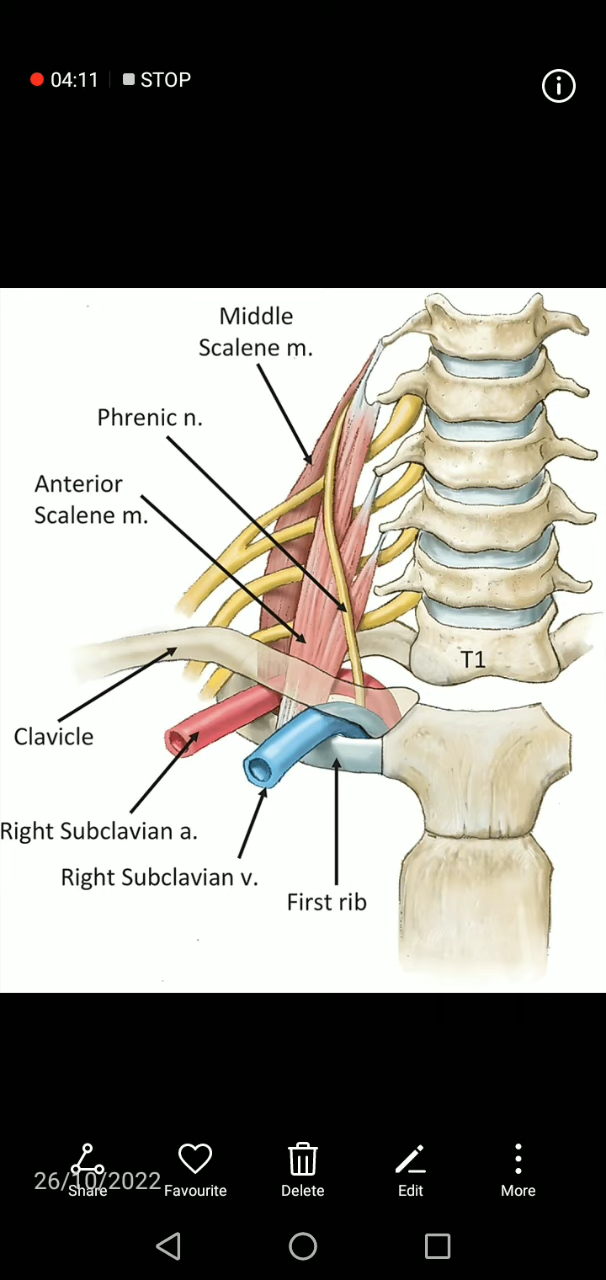 04:11 STOP
Middle
Scalene m.
Phrenic n.
Anterior
Scalene m.
T1
Clavicle
Right Subclavian a.
Right Subclavian v.
First rib
26/10/2022
Share Favourite Delete Edit More